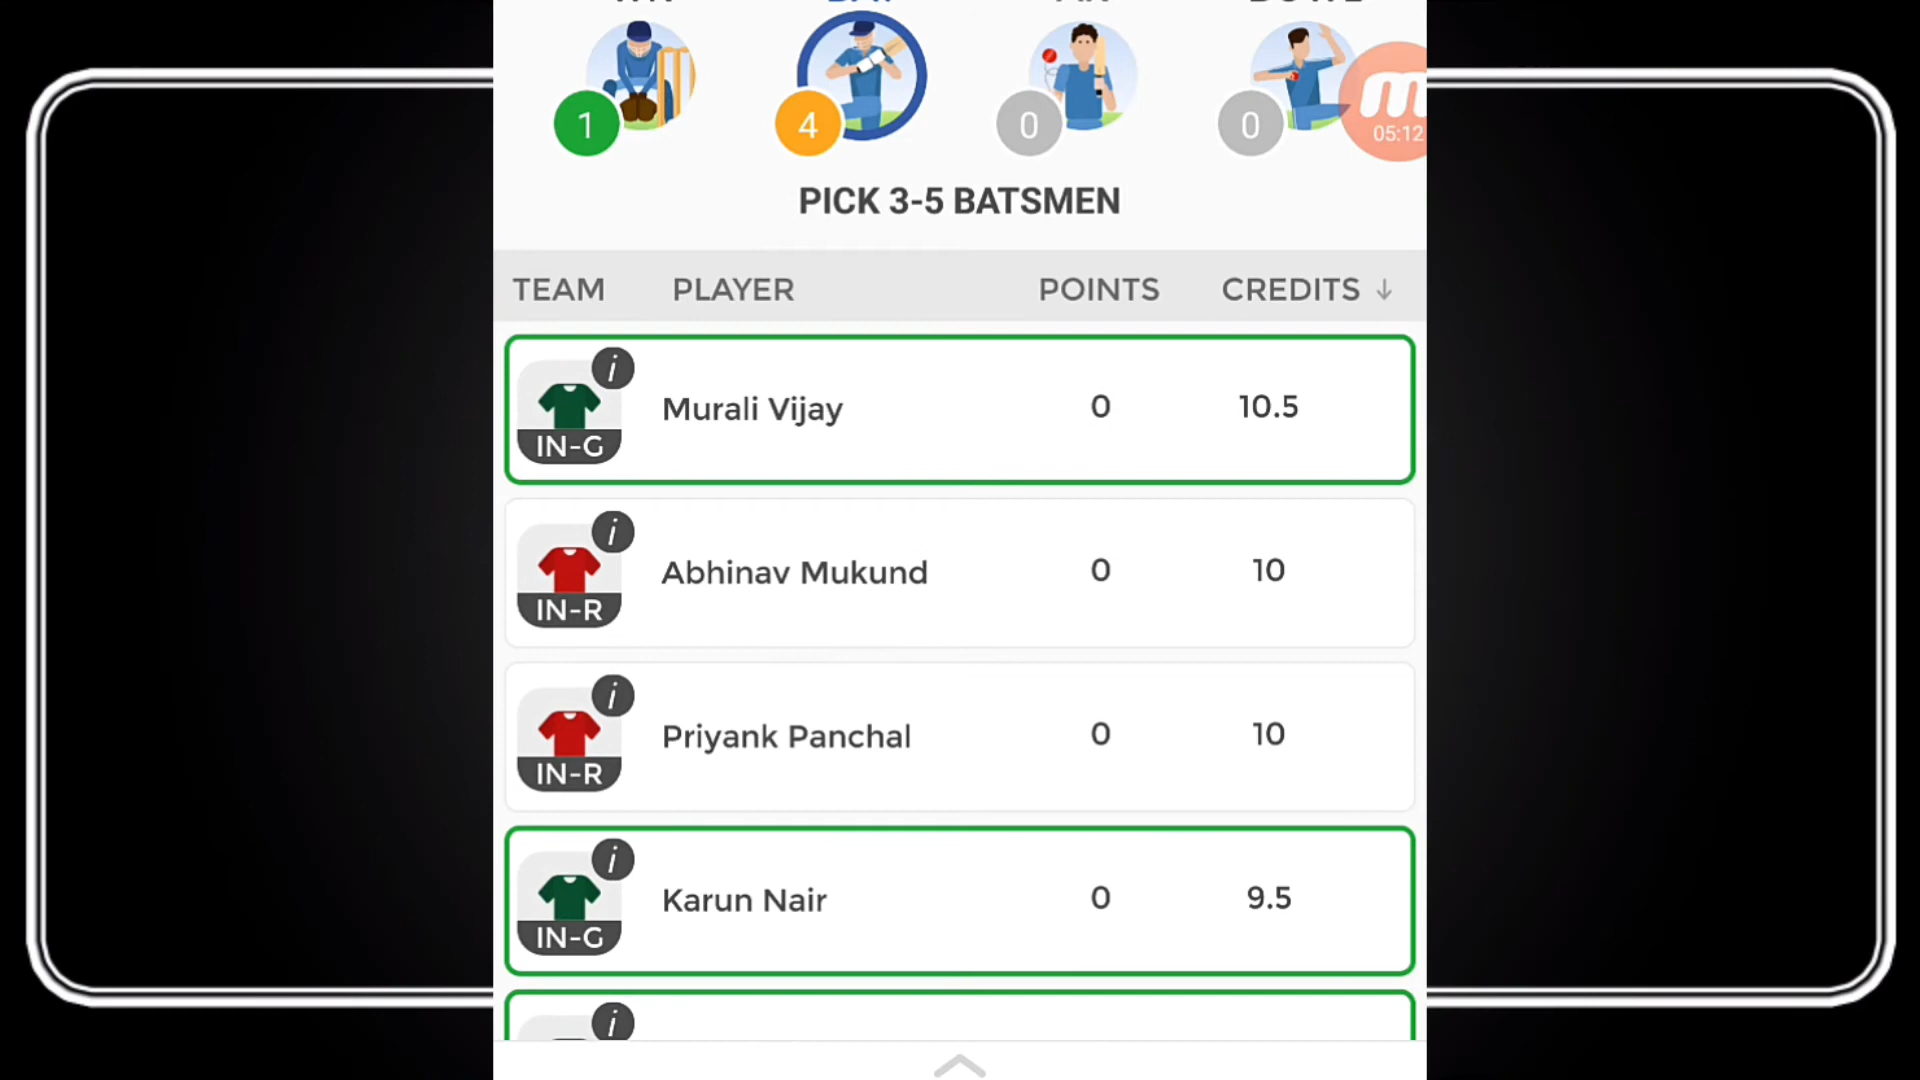 1
4
0
0
m
05:12
PICK 3-5 BATSMEN
TEAM PLAYER POINTS CREDITS ↓
i
Murali Vijay 0 10.5
IN-G
i
Abhinav Mukund 0 10
IN-R
i
Priyank Panchal 0 10
IN-R
i
Karun Nair 0 9.5
IN-G
i